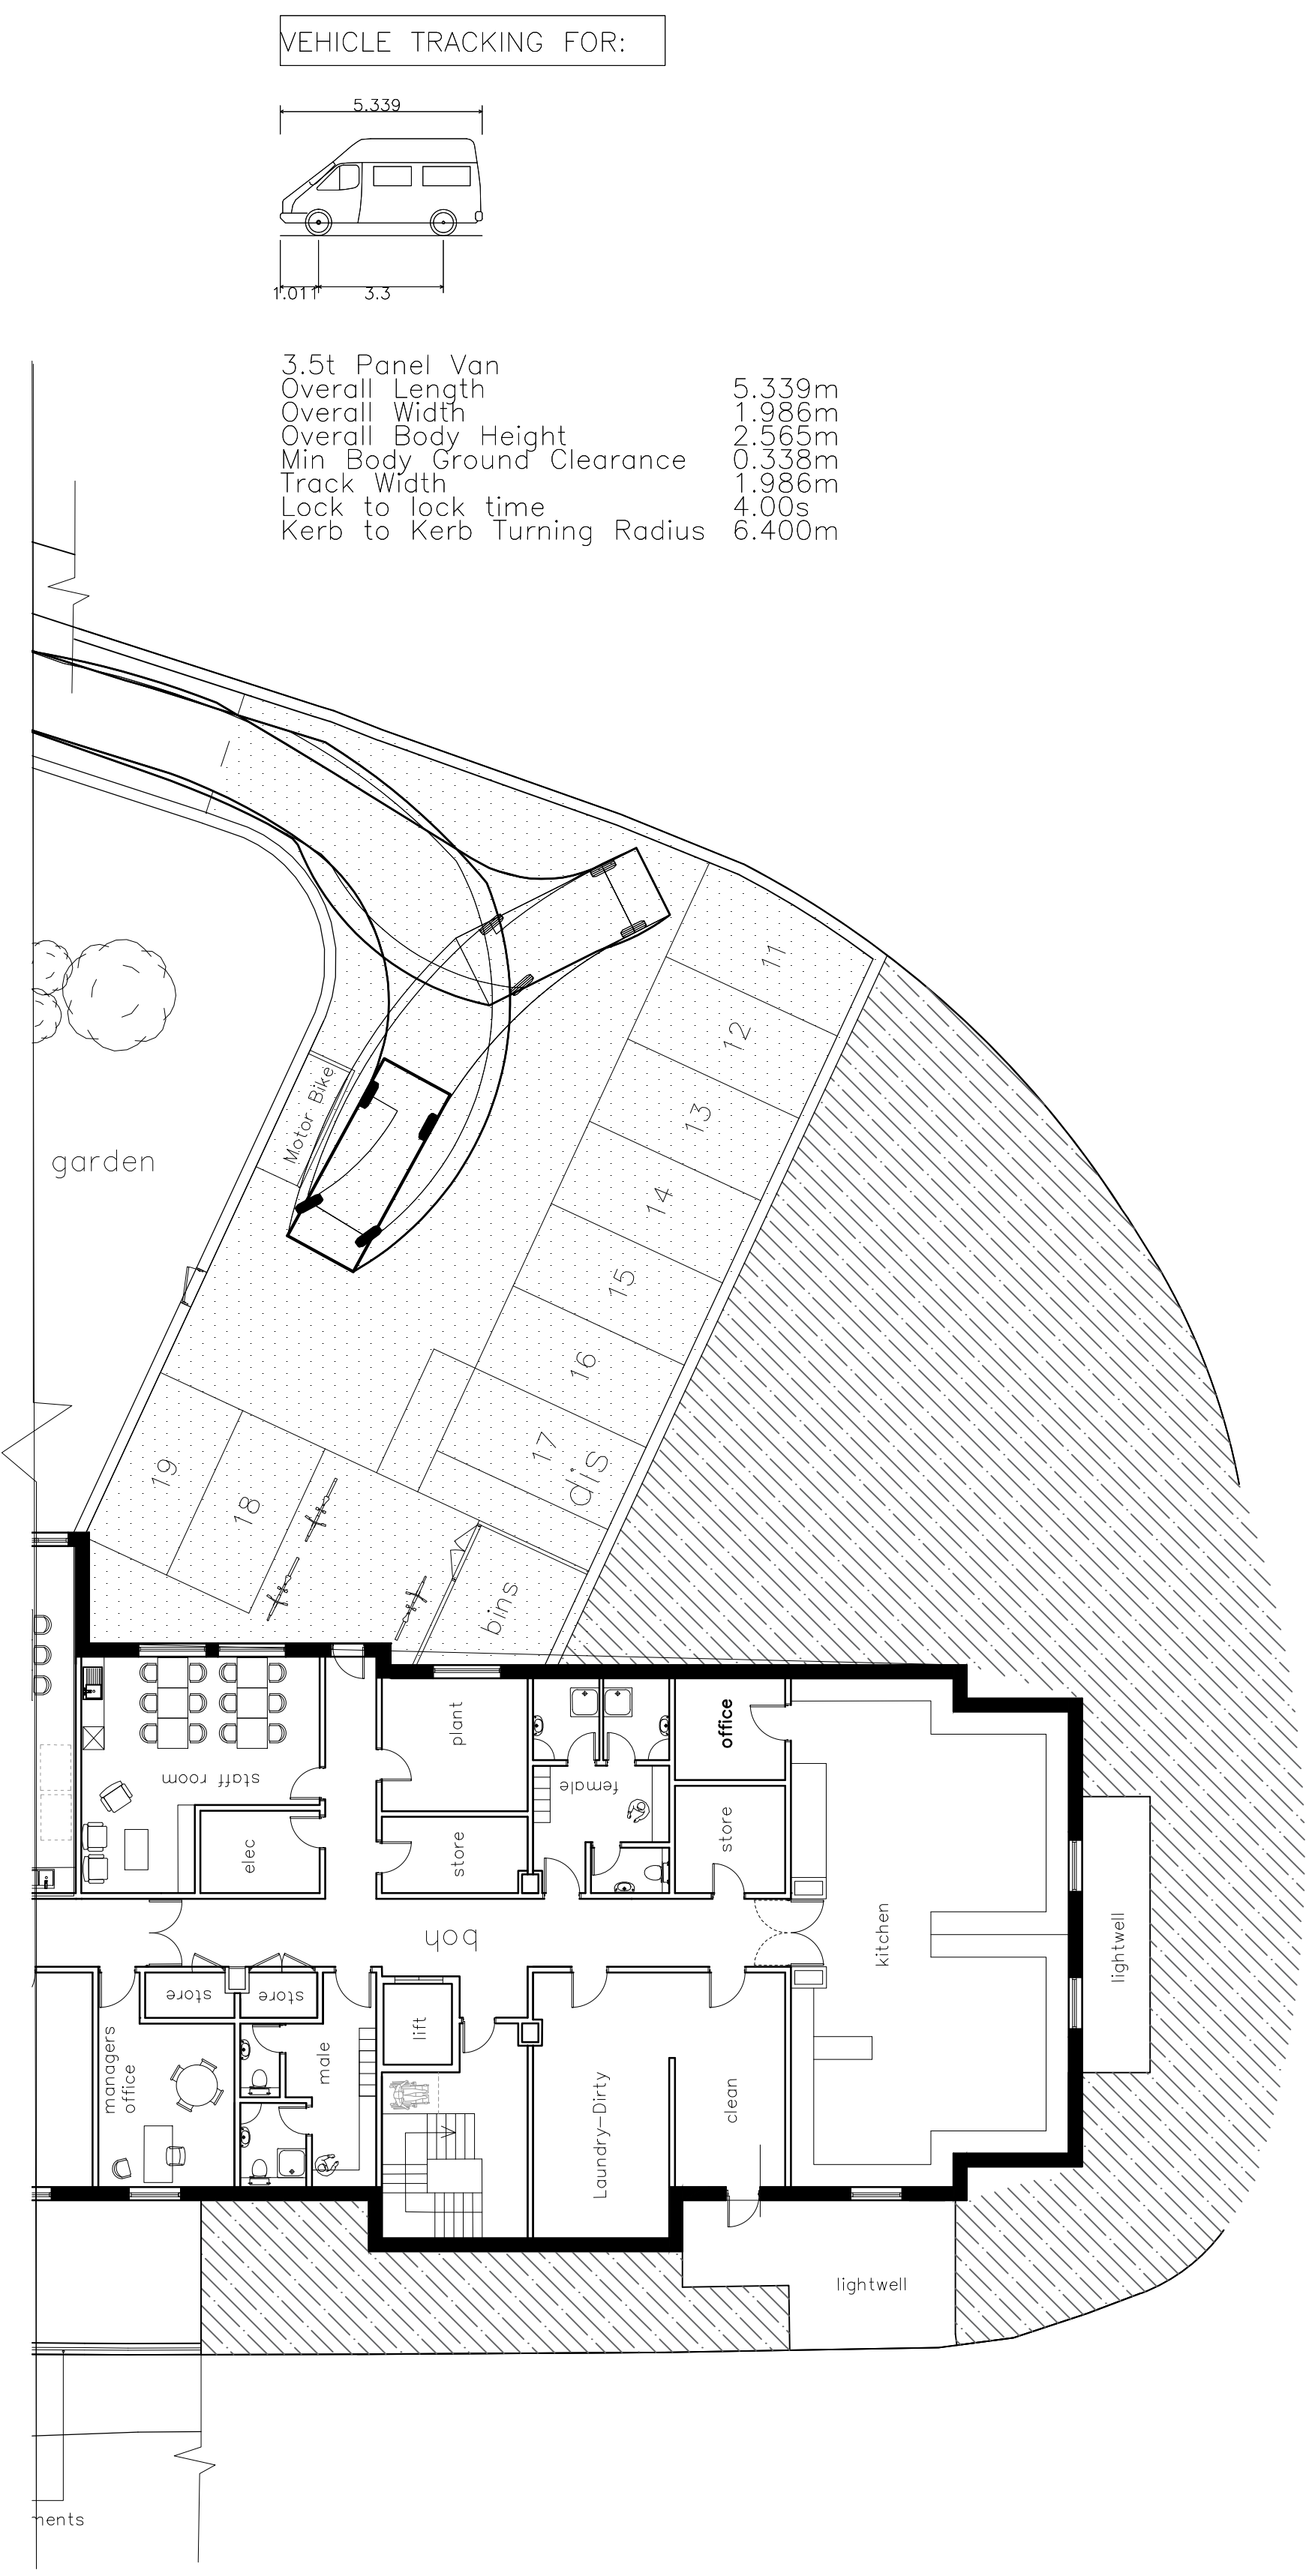 VEHICLE TRACKING FOR:
5.339
1.011
3.3
3.5t Panel Van
Overall Length 5.339m
Overall Width 1.986m
Overall Body Height 2.565m
Min Body Ground Clearance 0.338m
Track Width 1.986m
Lock to lock time 4.00s
Kerb to Kerb Turning Radius 6.400m
11
12
13
Motor Bike
garden
14
15
16
17
dis
19
18
bins
plant
office
staff room
female
elec
store
store
boh
kitchen
lightwell
store
store
lift
male
managers
office
Laundry-Dirty
clean
lightwell
ments